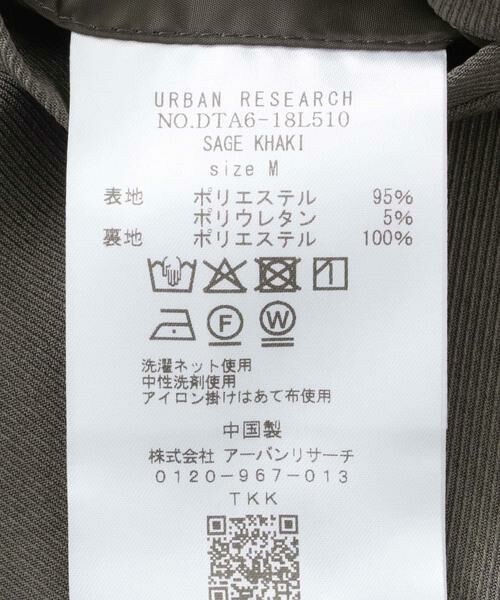 URBAN RESEARCH
NO.DTA6-18L510
SAGE KHAKI
size M
表地 ポリエステル 95%
ポリウレタン 5%
裏地 ポリエステル 100%
F W
洗濯ネット使用
中性洗剤使用
アイロン掛けはあて布使用
中国製
株式会社 アーバンリサーチ
0120-967-013
TKK